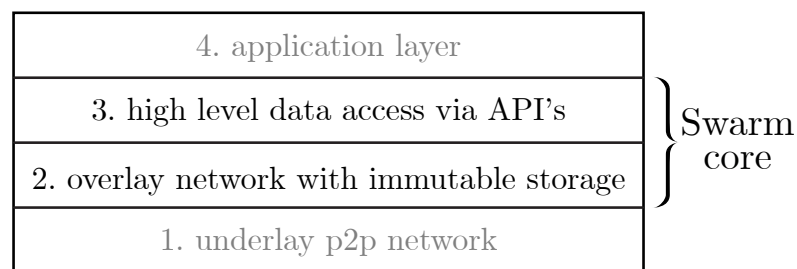 4. application layer
3. high level data access via API's
2. overlay network with immutable storage
1. underlay p2p network
Swarm
core